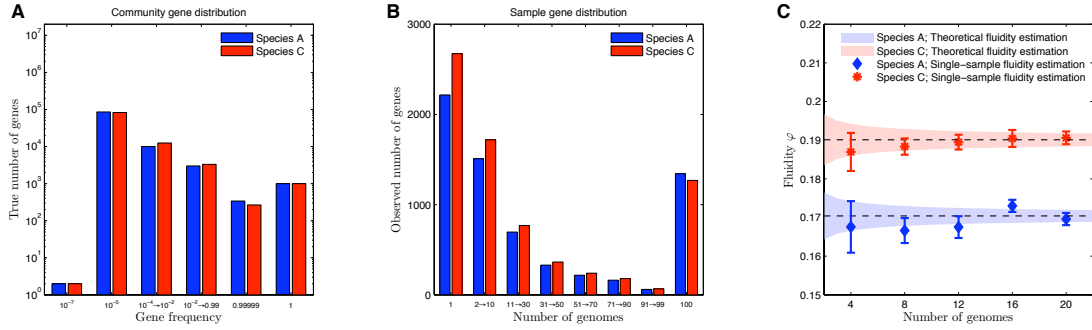 A
Community gene distribution
Species A
Species C
True number of genes
10^7
10^6
10^5
10^4
10^3
10^2
10^1
10^0
10^−7
10^−5
10^−4→10^−2
10^−2→0.99
0.99999
1
Gene frequency
B
Sample gene distribution
Species A
Species C
Observed number of genes
3000
2000
1000
0
1
2→10
11→30
31→50
51→70
71→90
91→99
100
Number of genomes
C
Species A; Theoretical fluidity estimation
Species C; Theoretical fluidity estimation
Species A; Single−sample fluidity estimation
Species C; Single−sample fluidity estimation
Fluidity φ
0.22
0.21
0.2
0.19
0.18
0.17
0.16
0.15
4
8
12
16
20
Number of genomes